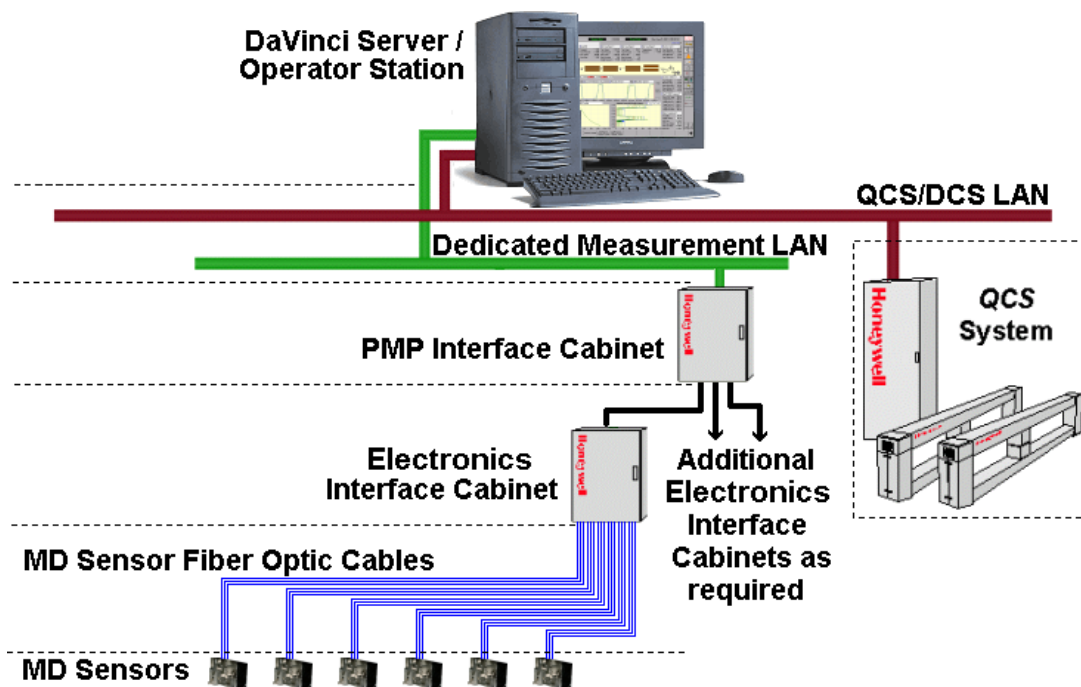 DaVinci Server /
Operator Station
QCS/DCS LAN
Dedicated Measurement LAN
Honeywell
PMP Interface Cabinet
Honeywell
QCS
System
Electronics
Interface Cabinet
Honeywell
Additional
Electronics
Interface
Cabinets as
required
MD Sensor Fiber Optic Cables
MD Sensors